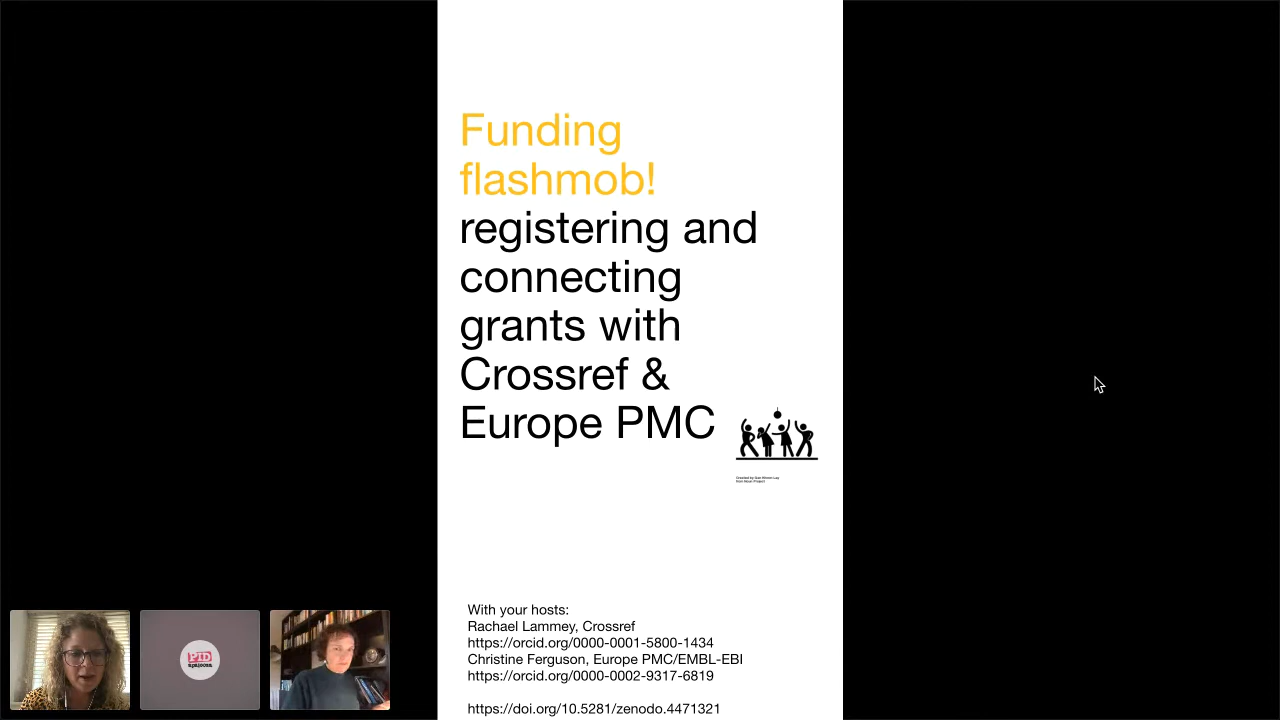 Funding
flashmob!
registering and
connecting
grants with
Crossref &
Europe PMC
With your hosts:
Rachael Lammey, Crossref
https://orcid.org/0000-0001-5800-1434
Christine Ferguson, Europe PMC/EMBL-EBI
https://orcid.org/0000-0002-9317-6819
https://doi.org/10.5281/zenodo.4471321
PID
apalooza